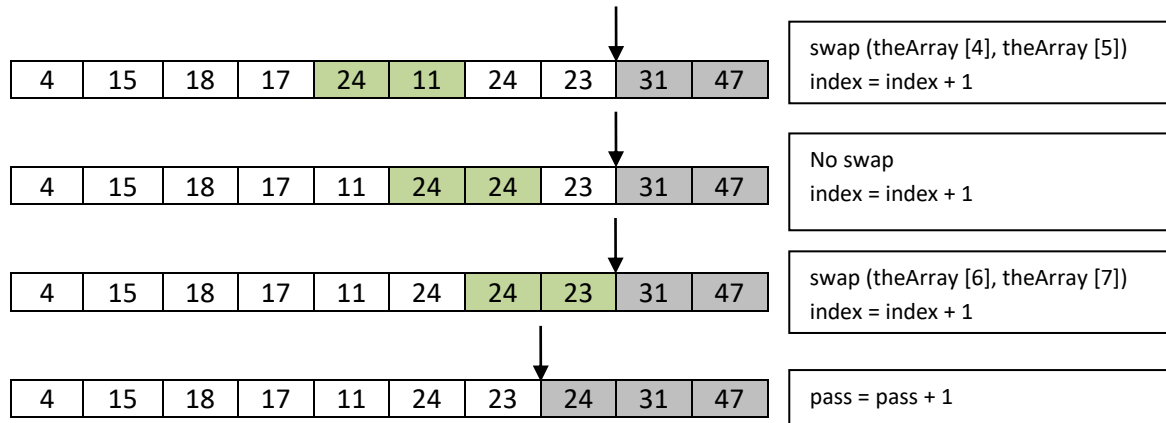 swap (theArray [4], theArray [5])
index = index + 1
4 15 18 17 24 11 24 23 31 47
No swap
index = index + 1
4 15 18 17 11 24 24 23 31 47
swap (theArray [6], theArray [7])
index = index + 1
4 15 18 17 11 24 24 23 31 47
4 15 18 17 11 24 23 24 31 47
pass = pass + 1